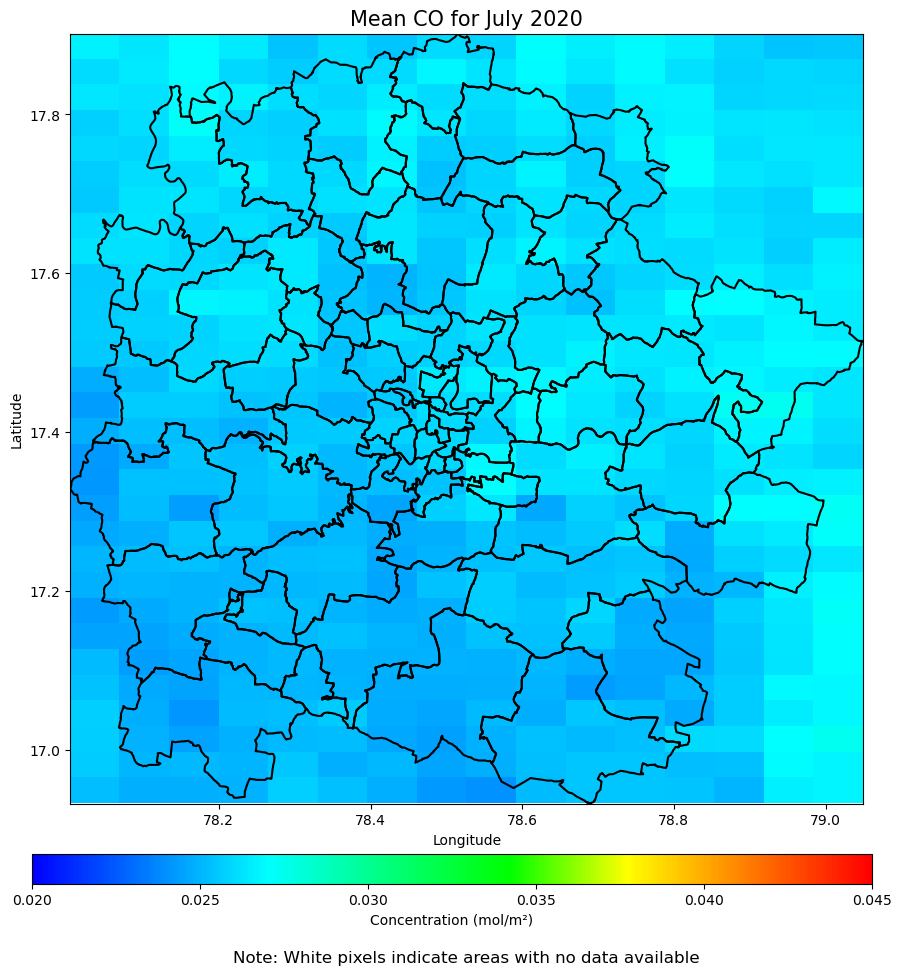 Mean CO for July 2020
Latitude
17.8
17.6
17.4
17.2
17.0
78.2 78.4 78.6 78.8 79.0
Longitude
0.020 0.025 0.030 0.035 0.040 0.045
Concentration (mol/m²)
Note: White pixels indicate areas with no data available